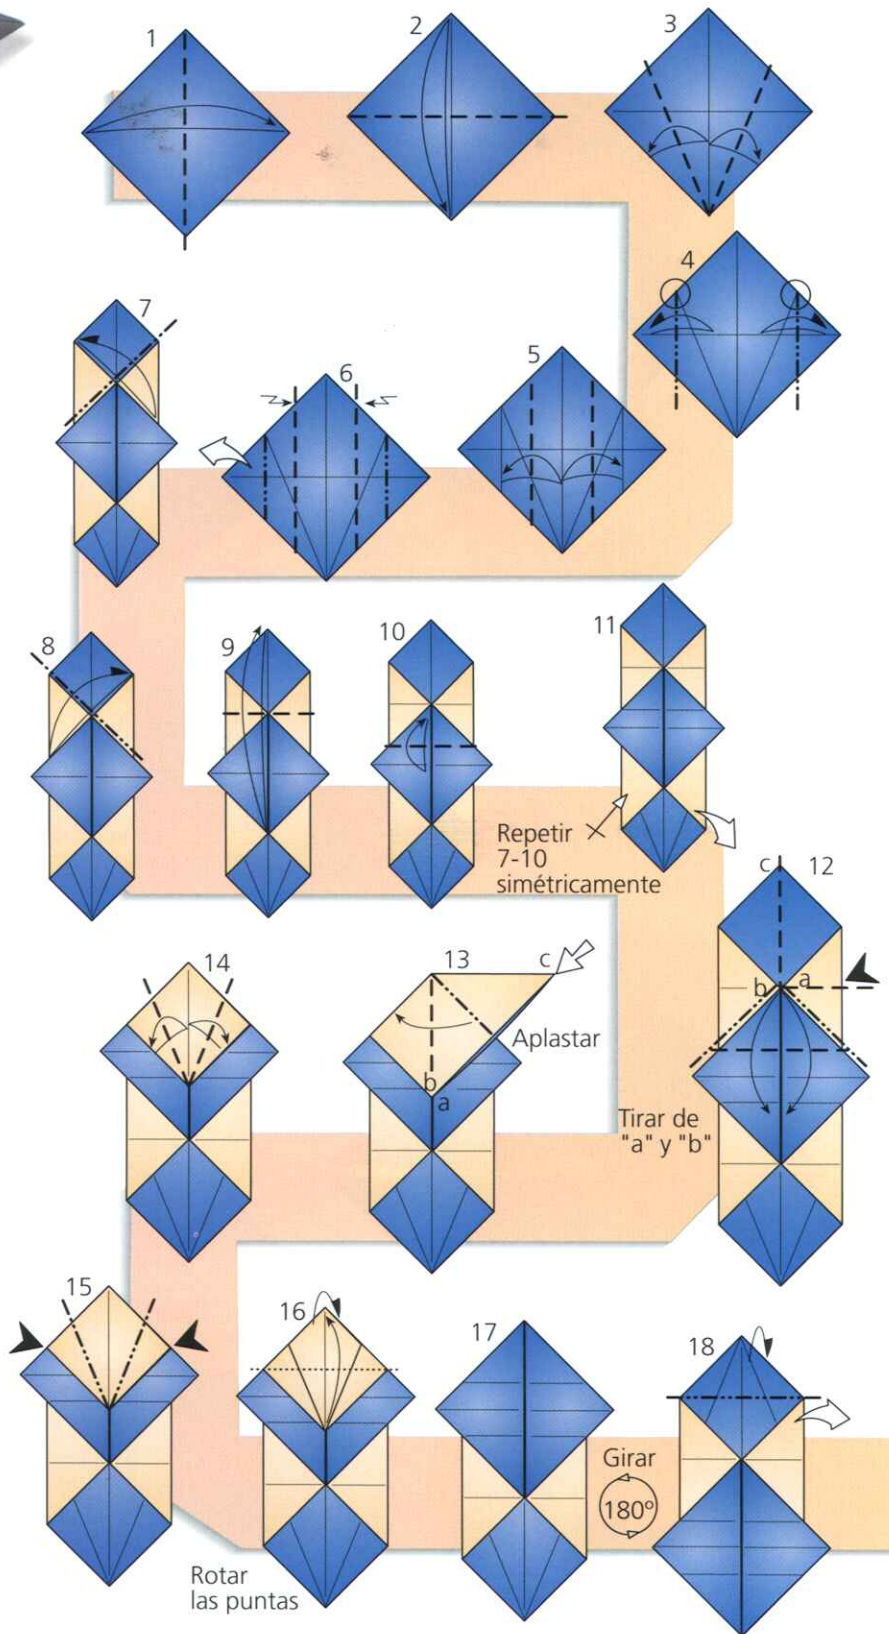 1
2
3
4
5
6
7
8
9
10
11
Repetir
7-10
simétricamente
c
12
b
a
Tirar de
"a" y "b"
13
c
Aplastar
b
a
14
15
16
Rotar
las puntas
17
Girar
180º
18